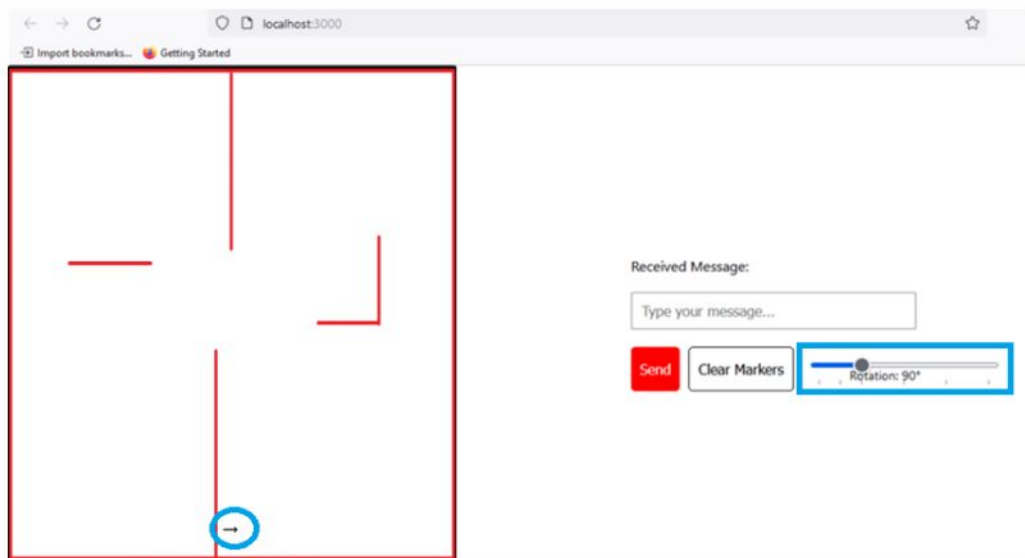 localhost:3000
Import bookmarks... Getting Started
Received Message:
Type your message...
Send Clear Markers
Rotation: 90°